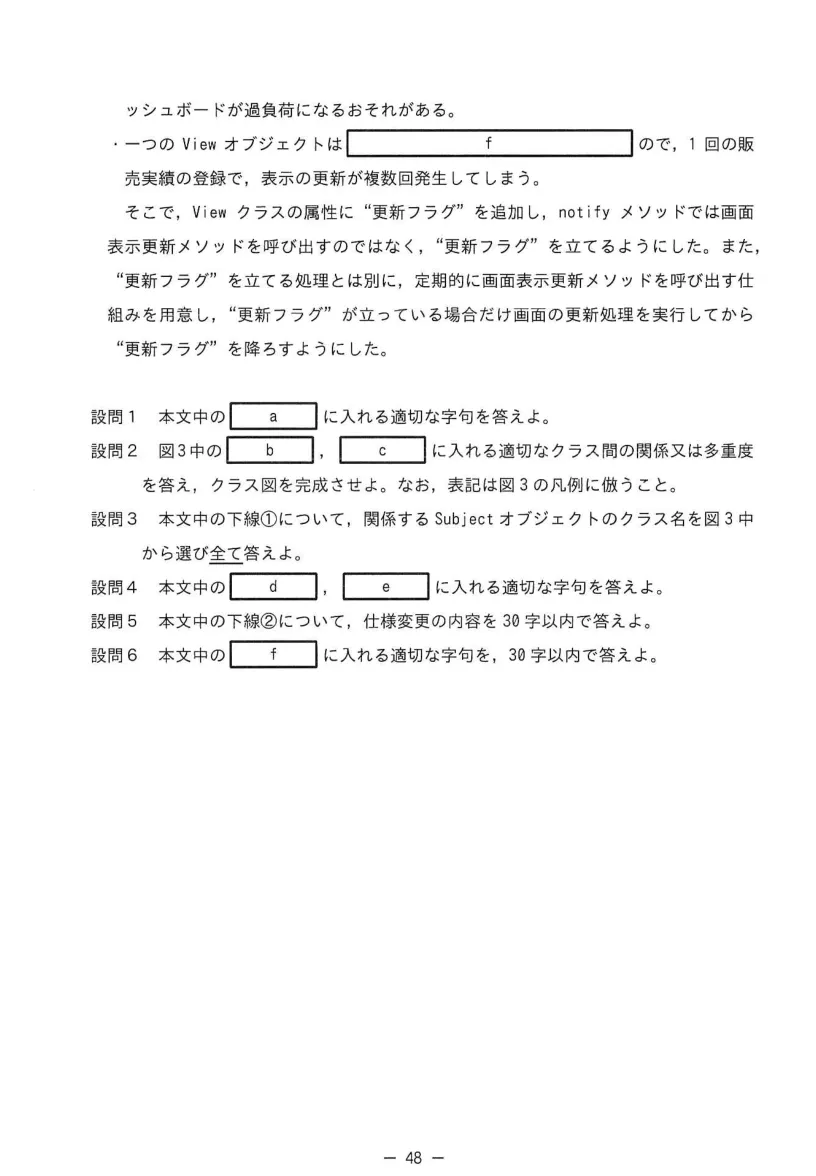 ッシュボードが過負荷になるおそれがある。
・一つの View オブジェクトは f ので，1 回の販
売実績の登録で，表示の更新が複数回発生してしまう。
そこで，View クラスの属性に“更新フラグ”を追加し，notify メソッドでは画面
表示更新メソッドを呼び出すのではなく，“更新フラグ”を立てるようにした。また，
“更新フラグ”を立てる処理とは別に，定期的に画面表示更新メソッドを呼び出す仕
組みを用意し，“更新フラグ”が立っている場合だけ画面の更新処理を実行してから
“更新フラグ”を降ろすようにした。
設問１ 本文中の a に入れる適切な字句を答えよ。
設問２ 図３中の b ， c に入れる適切なクラス間の関係又は多重度
を答え，クラス図を完成させよ。なお，表記は図３の凡例に倣うこと。
設問３ 本文中の下線①について，関係する Subject オブジェクトのクラス名を図３中
から選び全て答えよ。
設問４ 本文中の d ， e に入れる適切な字句を答えよ。
設問５ 本文中の下線②について，仕様変更の内容を 30 字以内で答えよ。
設問６ 本文中の f に入れる適切な字句を，30 字以内で答えよ。
－ 48 －